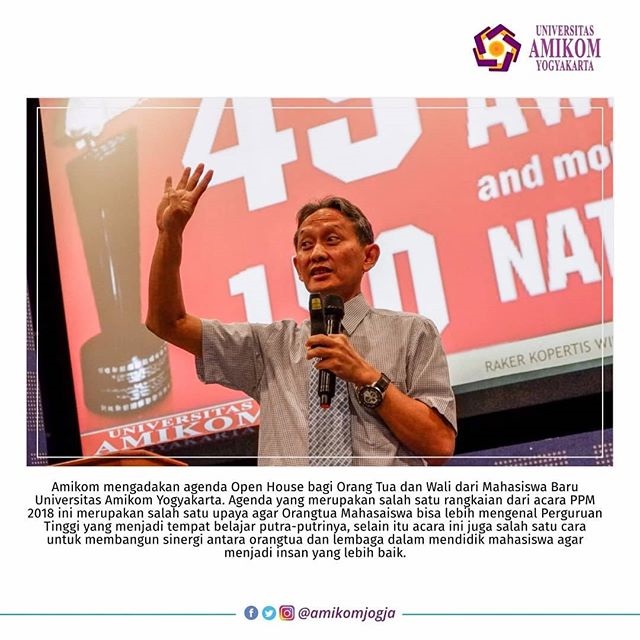 UNIVERSITAS
AMIKOM
YOGYAKARTA
and mo
RAKER KOPERTIS WI
UNIVERSITAS
AMIKOM
Amikom mengadakan agenda Open House bagi Orang Tua dan Wali dari Mahasiswa Baru
Universitas Amikom Yogyakarta. Agenda yang merupakan salah satu rangkaian dari acara PPM
2018 ini merupakan salah satu upaya agar Orangtua Mahasaiswa bisa lebih mengenal Perguruan
Tinggi yang menjadi tempat belajar putra-putrinya, selain itu acara ini juga salah satu cara
untuk membangun sinergi antara orangtua dan lembaga dalam mendidik mahasiswa agar
menjadi insan yang lebih baik.
@amikomjogja